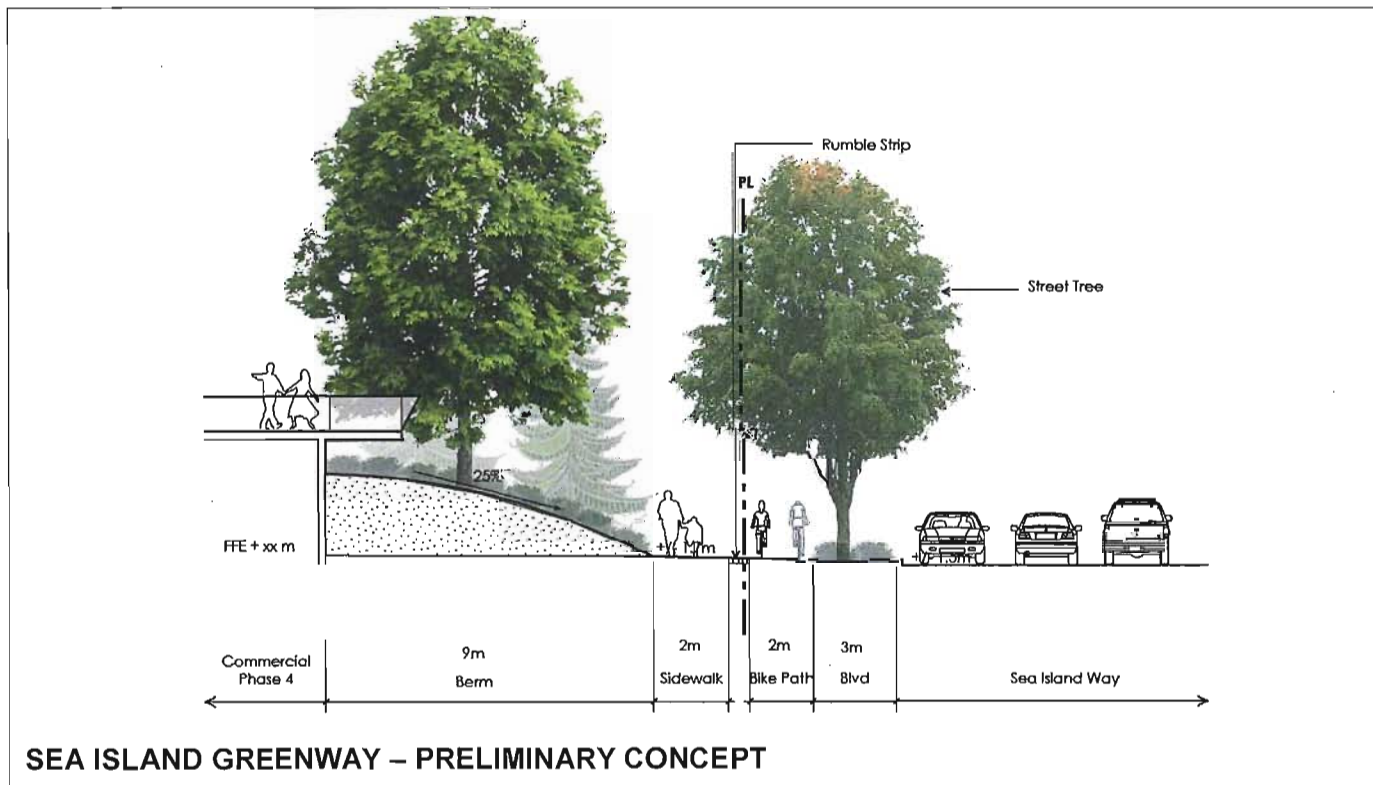 Rumble Strip
PL
Street Tree
25%
FFE + xx m
Commercial
Phase 4
9m
Berm
2m
Sidewalk
2m
Bike Path
3m
Blvd
Sea Island Way
SEA ISLAND GREENWAY – PRELIMINARY CONCEPT